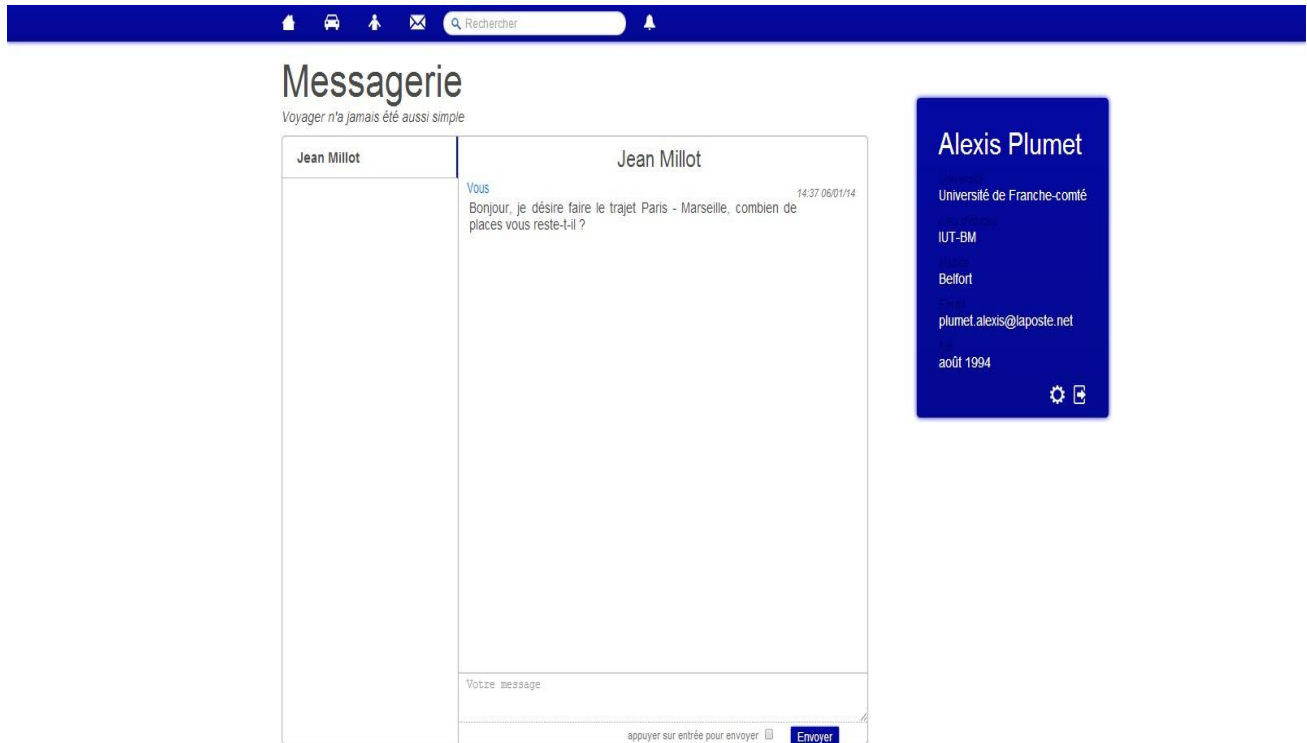 Rechercher
Messagerie
Voyager n'a jamais été aussi simple
Jean Millot
Jean Millot
Vous
14:37 06/01/14
Bonjour, je désire faire le trajet Paris - Marseille, combien de
places vous reste-t-il ?
Votre message
appuyer sur entrée pour envoyer
Envoyer
Alexis Plumet
Université de Franche-comté
IUT-BM
Belfort
plumet.alexis@laposte.net
août 1994